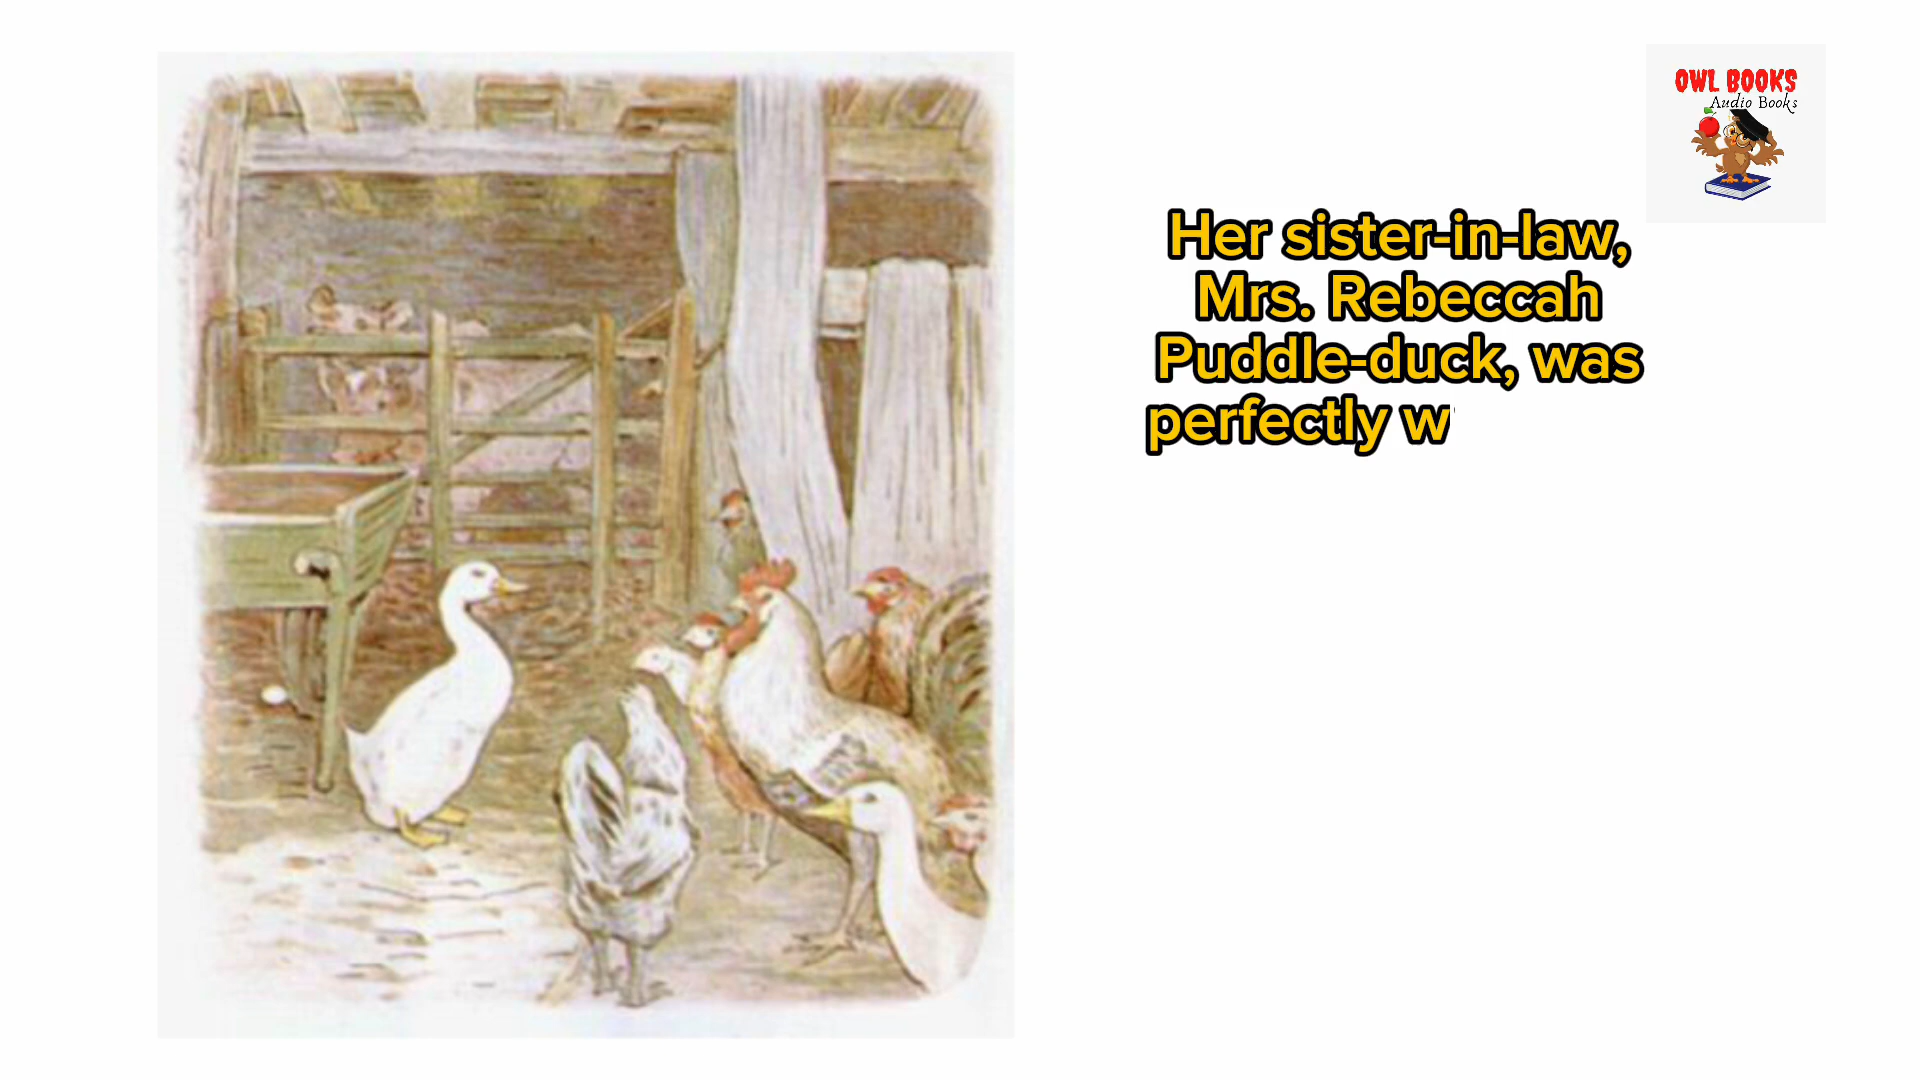 OWL BOOKS
Audio Books
Her sister-in-law,
Mrs. Rebeccah
Puddle-duck, was
perfectly w